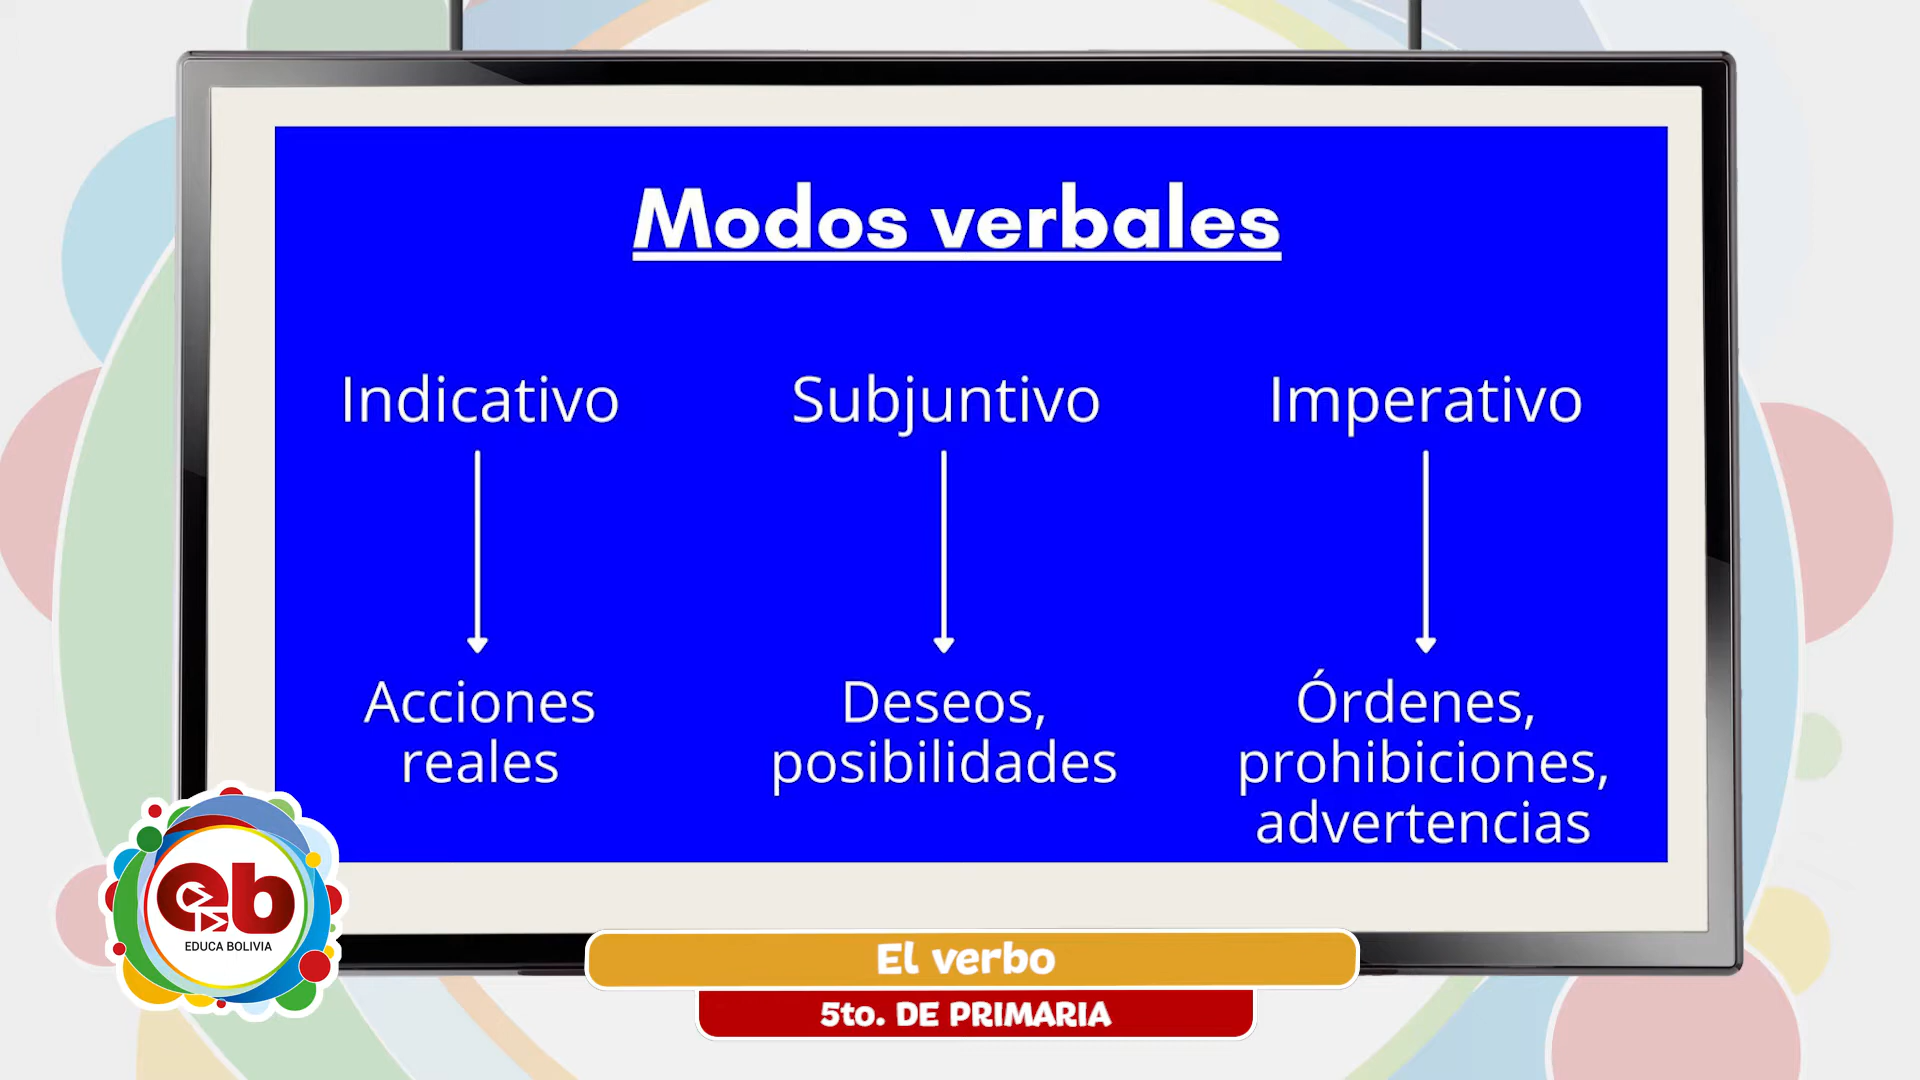 Modos verbales
Indicativo
Subjuntivo
Imperativo
Acciones
reales
Deseos,
posibilidades
Órdenes,
prohibiciones,
advertencias
eb
EDUCA BOLIVIA
El verbo
5to. DE PRIMARIA